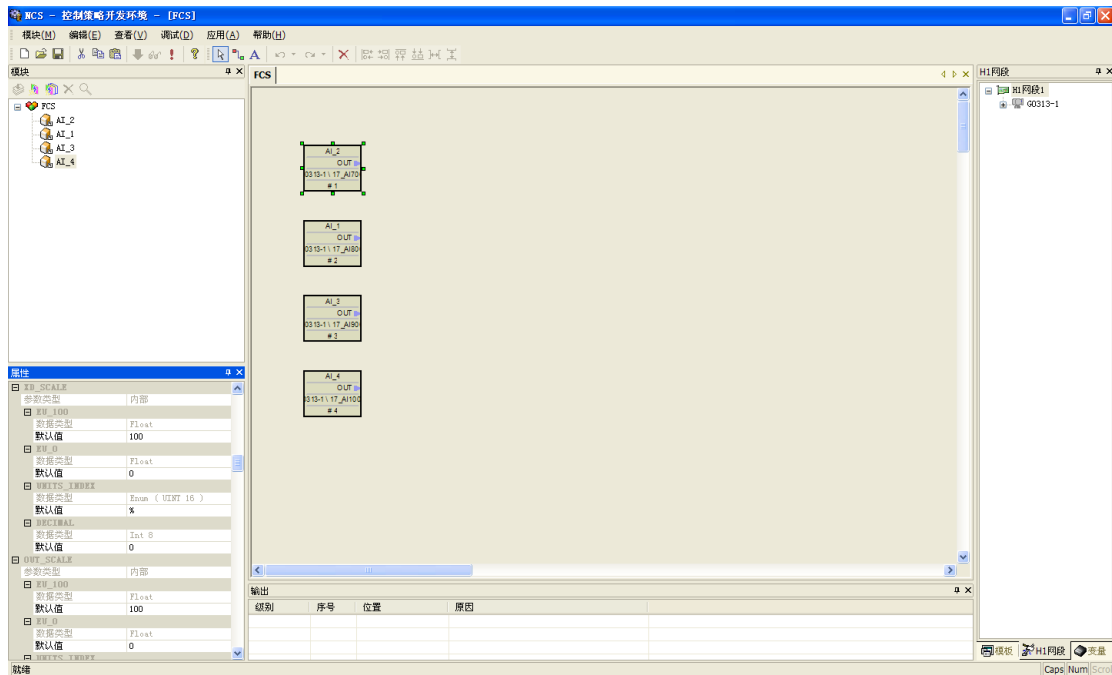 NCS - 控制策略开发环境 - [FCS]
模块(M) 编辑(E) 查看(V) 调试(D) 应用(A) 帮助(H)
模块
FCS
AI_2
AI_1
AI_3
AI_4
属性
XD_SCALE
参数类型 内部
EU_100
数据类型 Float
默认值 100
EU_0
数据类型 Float
默认值 0
UNITS_INDEX
数据类型 Enum ( UINT 16 )
默认值 %
DECIMAL
数据类型 Int 8
默认值 0
OUT_SCALE
参数类型 内部
EU_100
数据类型 Float
默认值 100
EU_0
数据类型 Float
默认值 0
UNITS_INDEX
FCS
AI_2
OUT
0313-1 \ 17_AI70
# 1
AI_1
OUT
0313-1 \ 17_AI80
# 2
AI_3
OUT
0313-1 \ 17_AI90
# 3
AI_4
OUT
0313-1 \ 17_AI100
# 4
输出
级别 序号 位置 原因
H1网段
H1网段1
G0313-1
模板 H1网段 变量
就绪
Caps Num Scrol